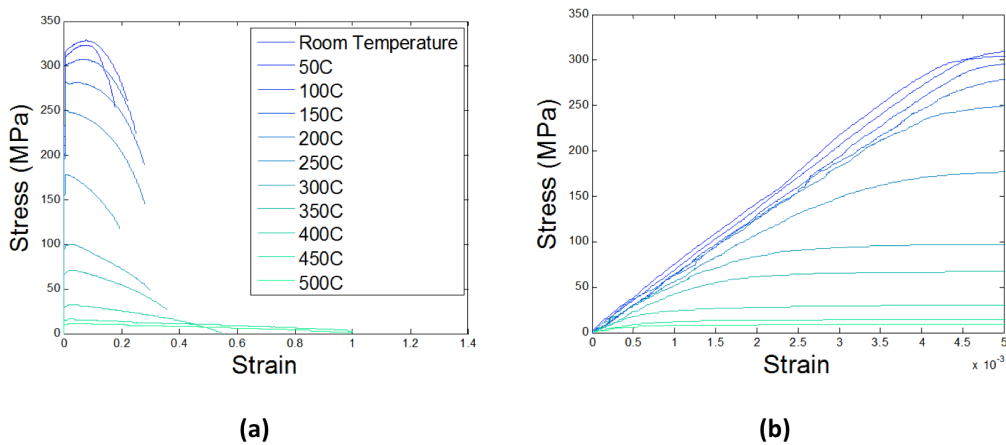 350
300
250
200
150
100
50
0
Stress (MPa)
0 0.2 0.4 0.6 0.8 1 1.2 1.4
Strain
Room Temperature
50C
100C
150C
200C
250C
300C
350C
400C
450C
500C
(a)
350
300
250
200
150
100
50
0
Stress (MPa)
0 0.5 1 1.5 2 2.5 3 3.5 4 4.5 5
x 10⁻³
Strain
(b)